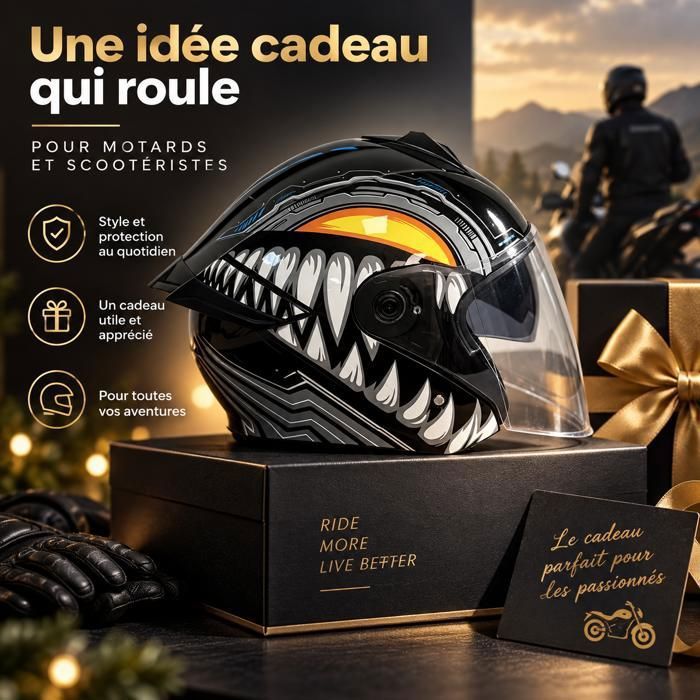 Une idée cadeau
qui roule
POUR MOTARDS
ET SCOOTÉRISTES
Style et
protection
au quotidien
Un cadeau
utile et
apprécié
Pour toutes
vos aventures
RIDE
MORE
LIVE BETTER
Le cadeau
parfait pour
les passionnés